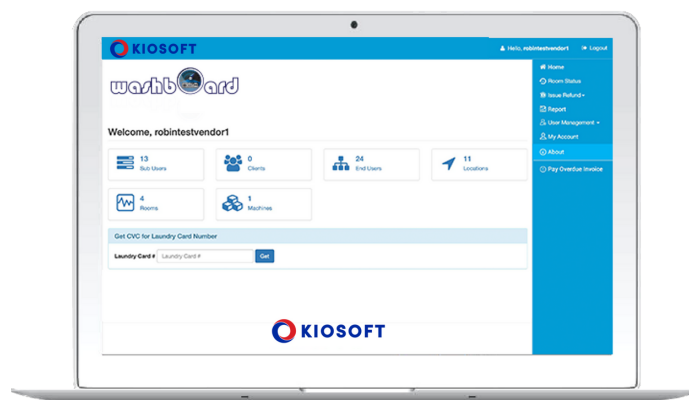 KIOSOFT
Hello, robintestvendor1
Logout
washboard
Welcome, robintestvendor1
13
Sub Users
0
Clients
24
End Users
11
Locations
4
Rooms
1
Machines
Get CVC for Laundry Card Number
Laundry Card #
Laundry Card #
Get
Home
Room Status
Issue Refund
Report
User Management
My Account
About
Pay Overdue Invoice
KIOSOFT